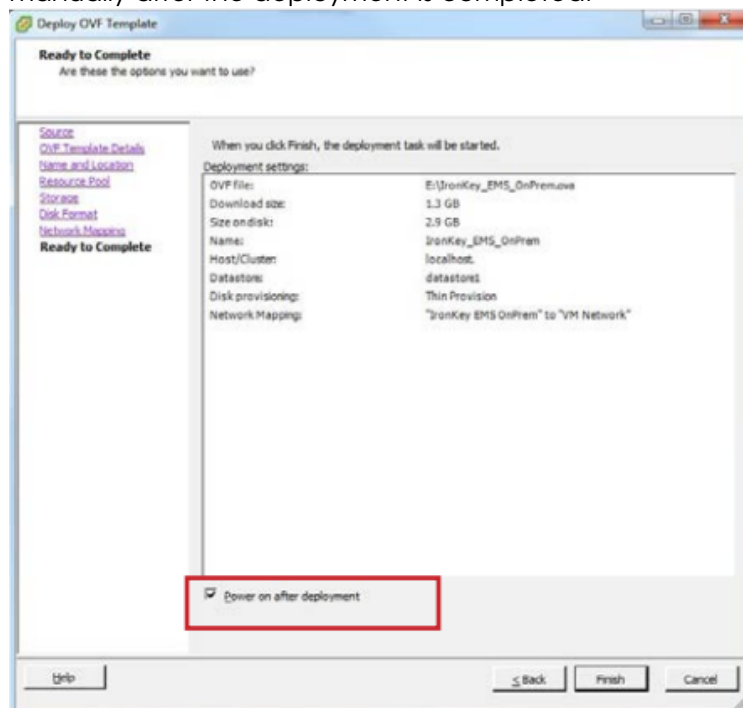 manually after the deployment is completed.
Deploy OVF Template
Ready to Complete
Are these the options you want to use?
Source
OVF Template Details
Name and Location
Resource Pool
Storage
Disk Format
Network Mapping
Ready to Complete
When you click Finish, the deployment task will be started.
Deployment settings:
OVF file: E:\IronKey_EMS_OnPrem.ova
Download size: 1.3 GB
Size on disk: 2.9 GB
Name: IronKey_EMS_OnPrem
Host/Cluster: localhost.
Datastore: datastore1
Disk provisioning: Thin Provision
Network Mapping: "IronKey EMS OnPrem" to "VM Network"
Power on after deployment
Help
< Back
Finish
Cancel